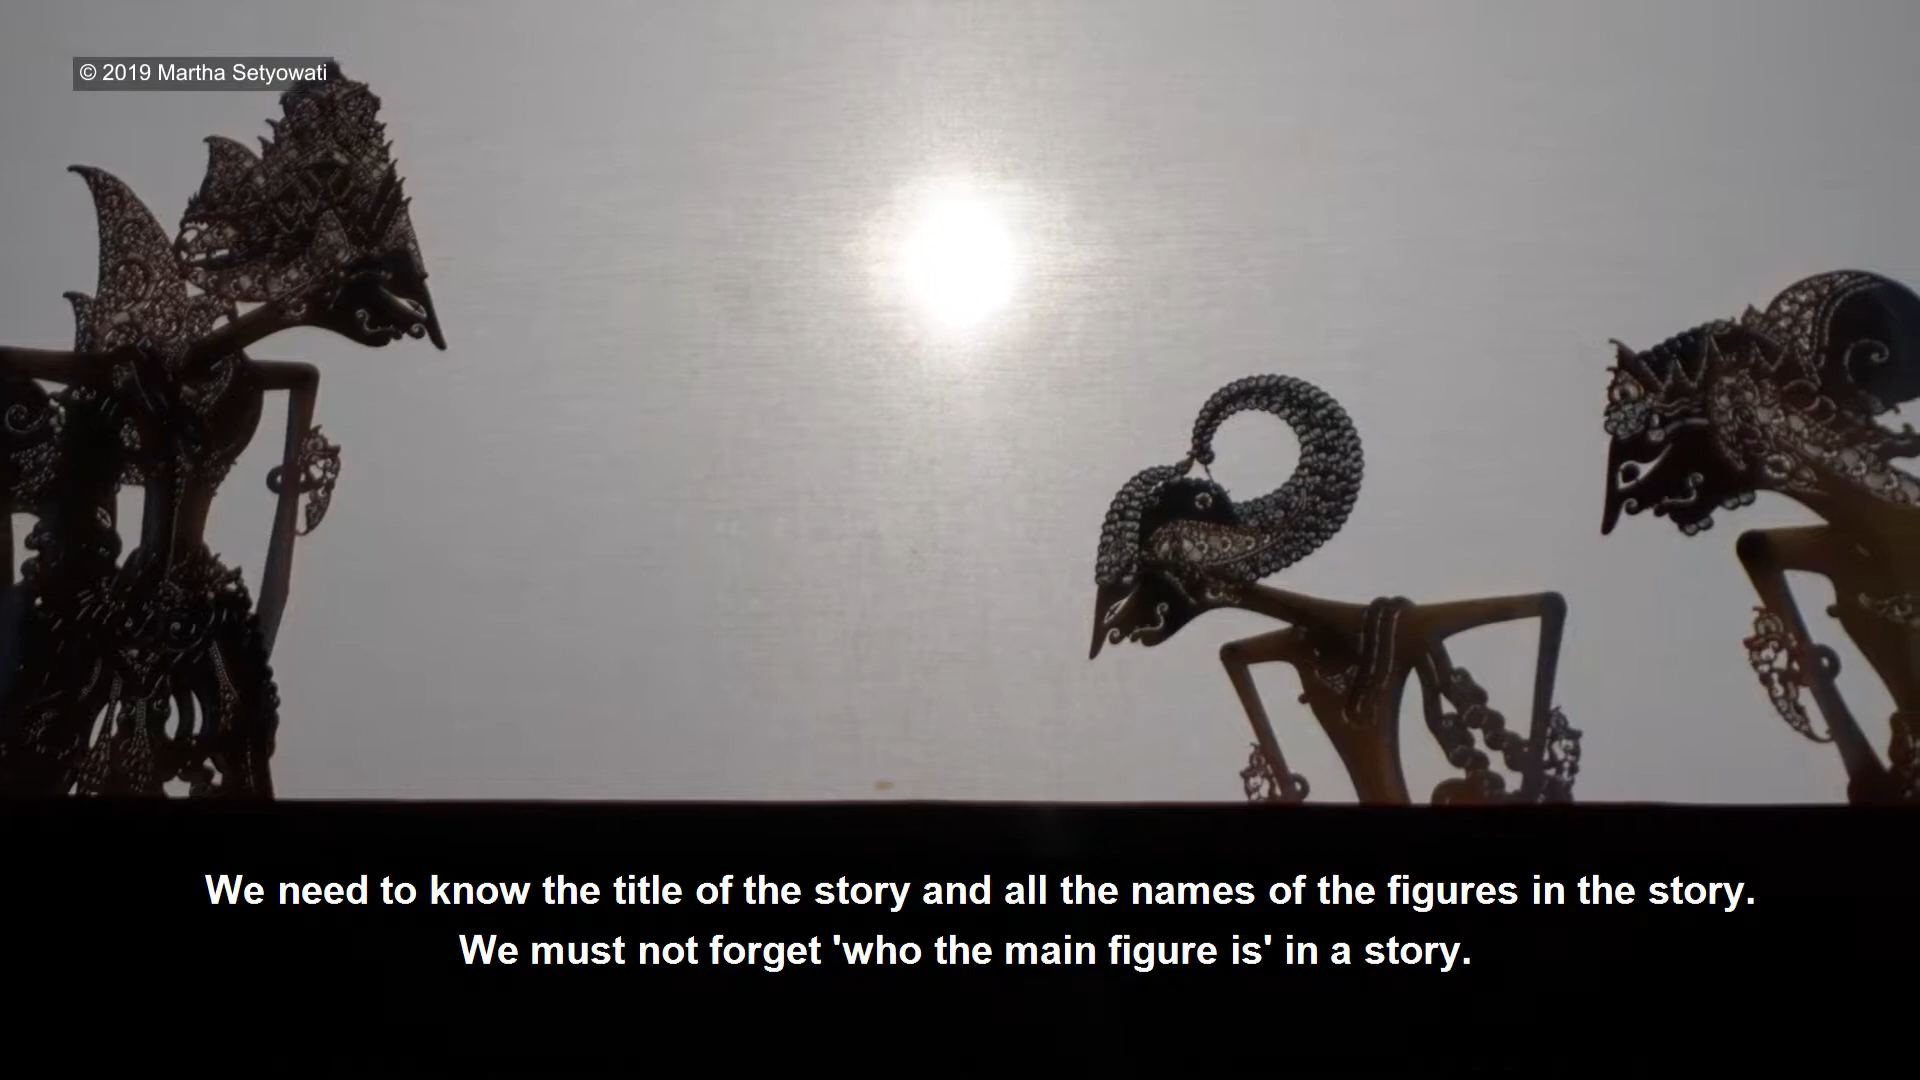 © 2019 Martha Setyowati
We need to know the title of the story and all the names of the figures in the story.
We must not forget 'who the main figure is' in a story.